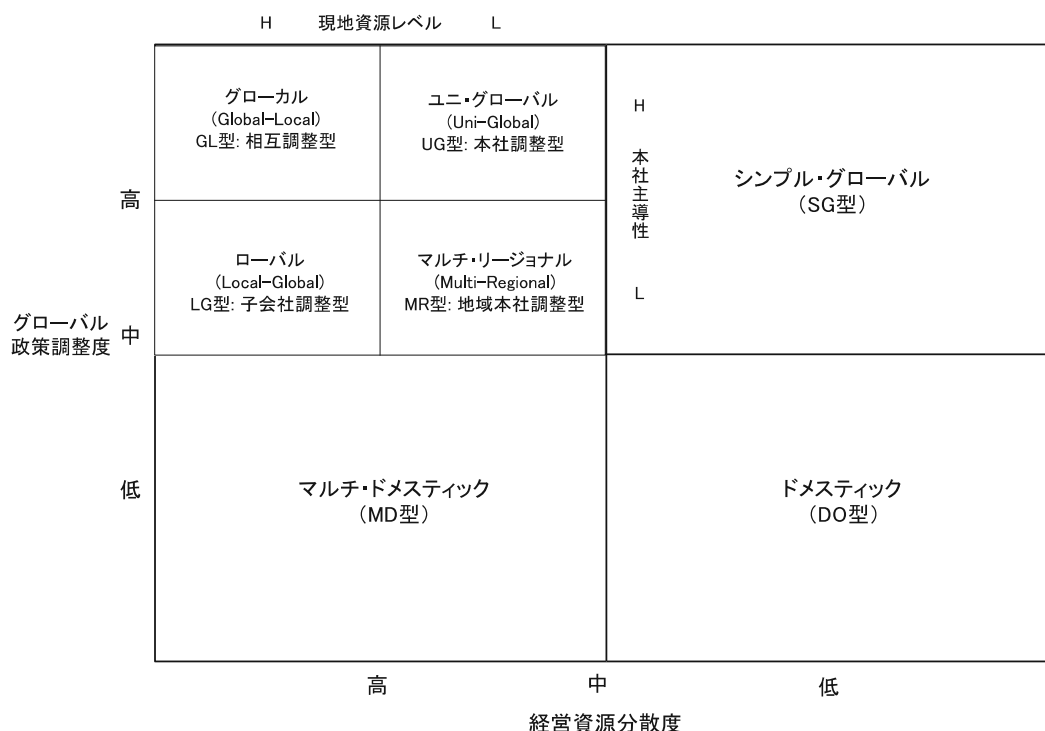 H 現地資源レベル L
グローカル
(Global-Local)
GL型: 相互調整型
ユニ・グローバル
(Uni-Global)
UG型: 本社調整型
H
本社主導性
L
シンプル・グローバル
(SG型)
高
ローバル
(Local-Global)
LG型: 子会社調整型
マルチ・リージョナル
(Multi-Regional)
MR型: 地域本社調整型
グローバル
政策調整度
中
低
マルチ・ドメスティック
(MD型)
ドメスティック
(DO型)
高 中 低
経営資源分散度